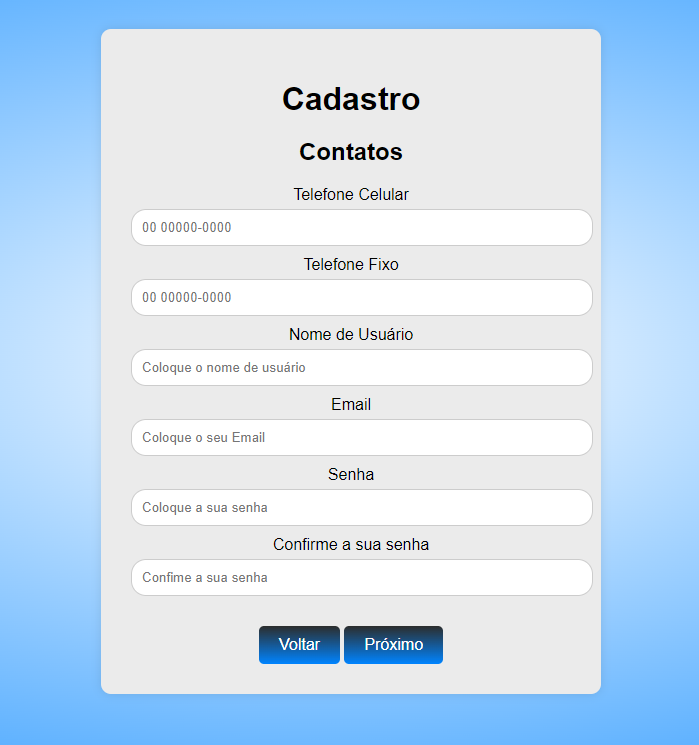 Cadastro
Contatos
Telefone Celular
00 00000-0000
Telefone Fixo
00 00000-0000
Nome de Usuário
Coloque o nome de usuário
Email
Coloque o seu Email
Senha
Coloque a sua senha
Confirme a sua senha
Confime a sua senha
Voltar Próximo